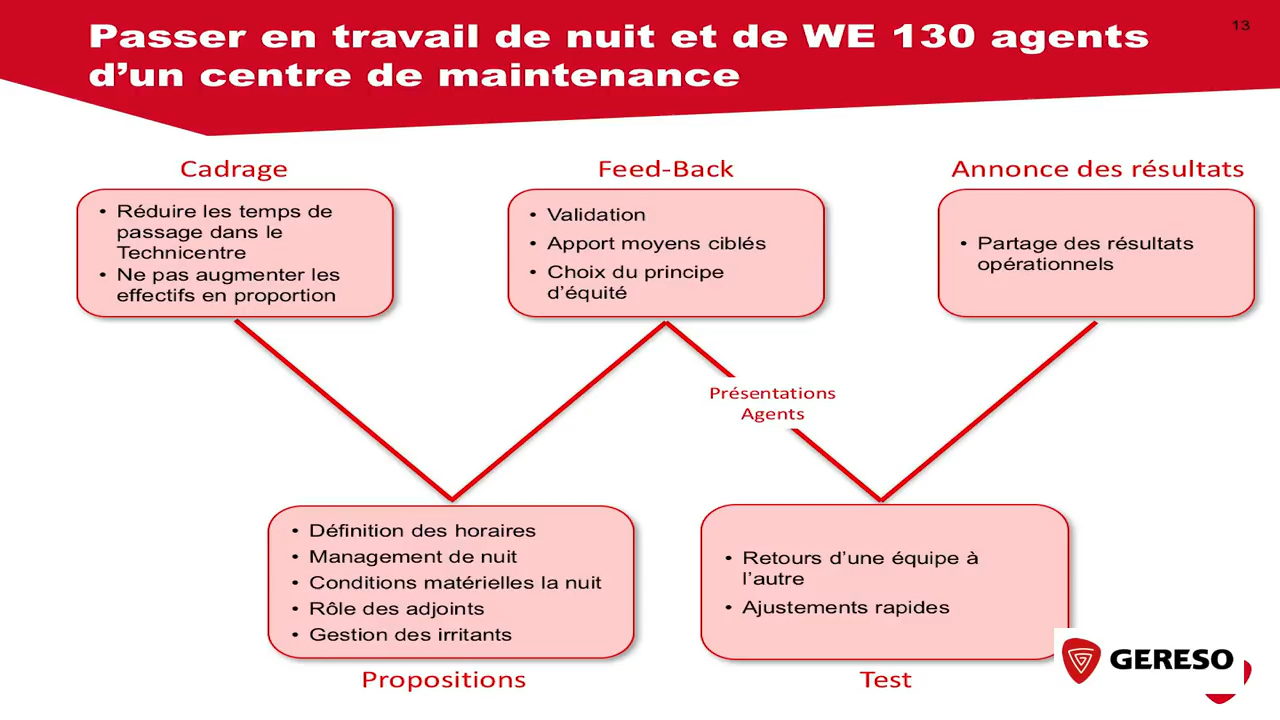 13
Passer en travail de nuit et de WE 130 agents
d’un centre de maintenance
Cadrage
• Réduire les temps de
passage dans le
Technicentre
• Ne pas augmenter les
effectifs en proportion
Feed-Back
• Validation
• Apport moyens ciblés
• Choix du principe
d’équité
Annonce des résultats
• Partage des résultats
opérationnels
Présentations
Agents
• Définition des horaires
• Management de nuit
• Conditions matérielles la nuit
• Rôle des adjoints
• Gestion des irritants
Propositions
• Retours d’une équipe à
l’autre
• Ajustements rapides
Test
GERESO